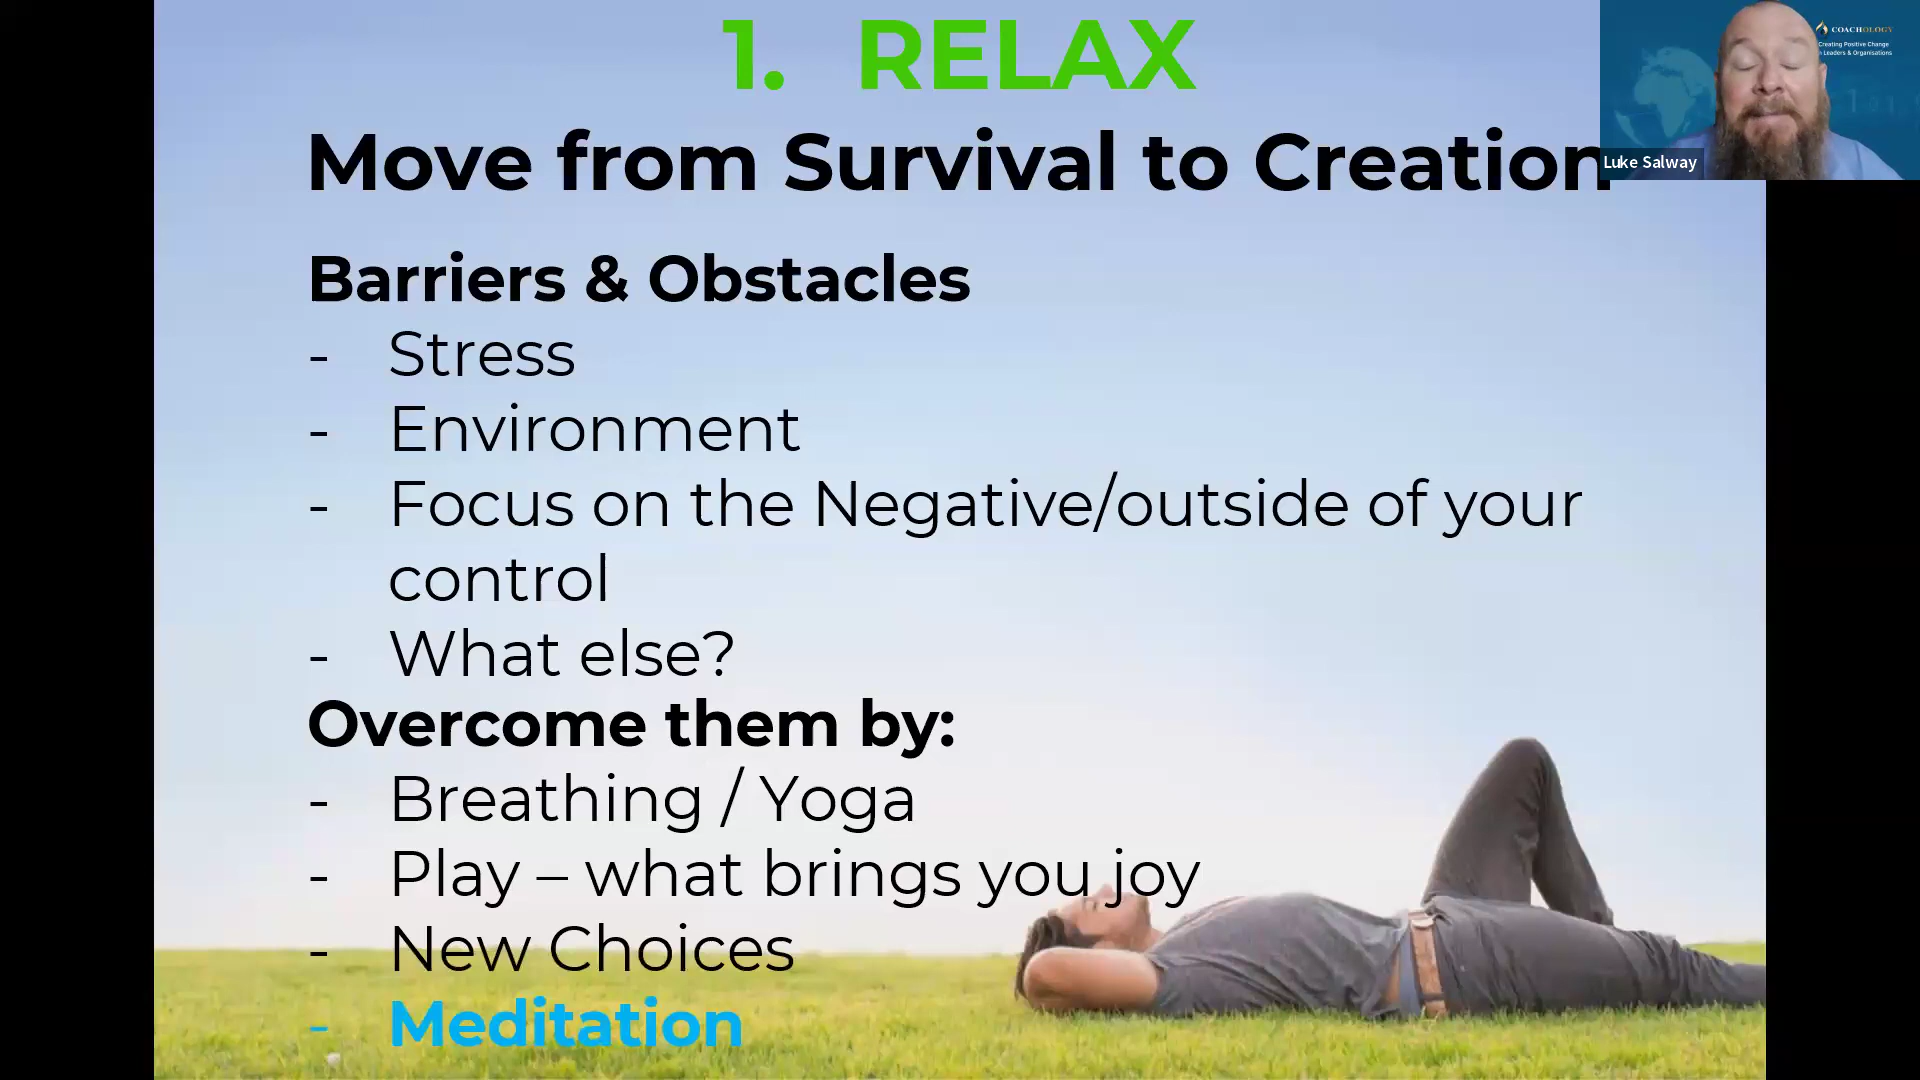 1. RELAX
Move from Survival to Creation
Barriers & Obstacles
- Stress
- Environment
- Focus on the Negative/outside of your
control
- What else?
Overcome them by:
- Breathing / Yoga
- Play – what brings you joy
- New Choices
- Meditation
COACHOLOGY
Creating Positive Change
Leaders & Organisations
Luke Salway